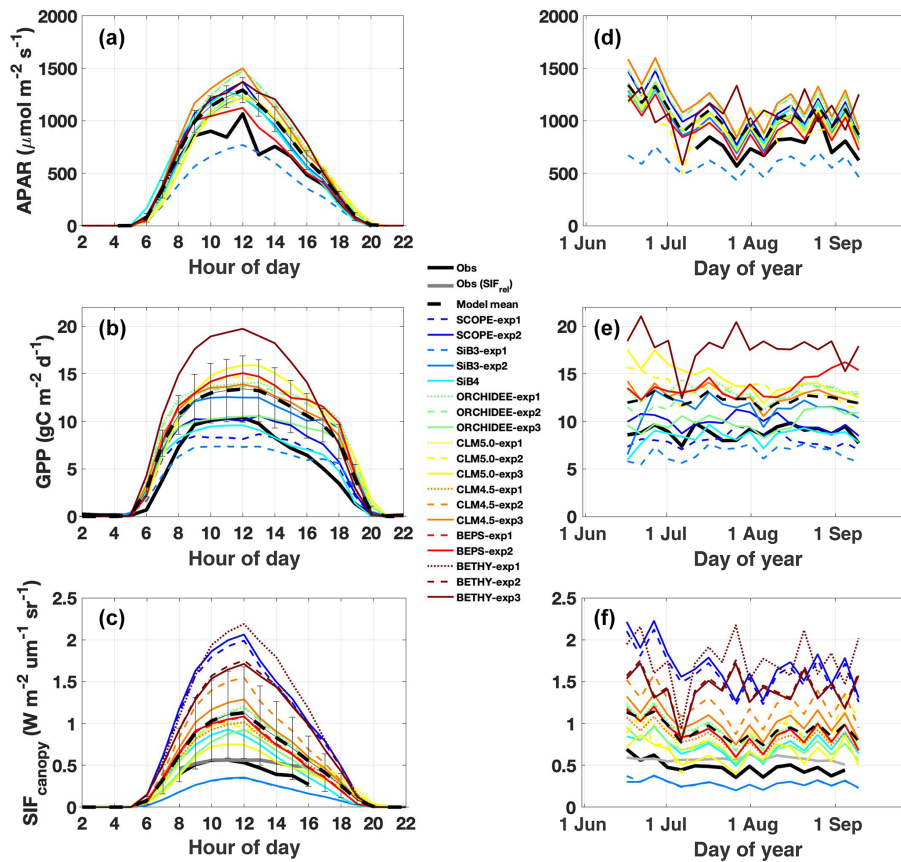 (a)
APAR (μmol m⁻² s⁻¹)
2000
1500
1000
500
0
2 4 6 8 10 12 14 16 18 20 22
Hour of day
(d)
2000
1500
1000
500
0
1 Jun 1 Jul 1 Aug 1 Sep
Day of year
(b)
GPP (gC m⁻² d⁻¹)
20
15
10
5
0
2 4 6 8 10 12 14 16 18 20 22
Hour of day
Obs
Obs (SIF_rel)
Model mean
SCOPE-exp1
SCOPE-exp2
SiB3-exp1
SiB3-exp2
SiB4
ORCHIDEE-exp1
ORCHIDEE-exp2
ORCHIDEE-exp3
CLM5.0-exp1
CLM5.0-exp2
CLM5.0-exp3
CLM4.5-exp1
CLM4.5-exp2
CLM4.5-exp3
BEPS-exp1
BEPS-exp2
BETHY-exp1
BETHY-exp2
BETHY-exp3
(e)
20
15
10
5
0
1 Jun 1 Jul 1 Aug 1 Sep
Day of year
(c)
SIF_canopy (W m⁻² um⁻¹ sr⁻¹)
2.5
2
1.5
1
0.5
0
2 4 6 8 10 12 14 16 18 20 22
Hour of day
(f)
2.5
2
1.5
1
0.5
0
1 Jun 1 Jul 1 Aug 1 Sep
Day of year